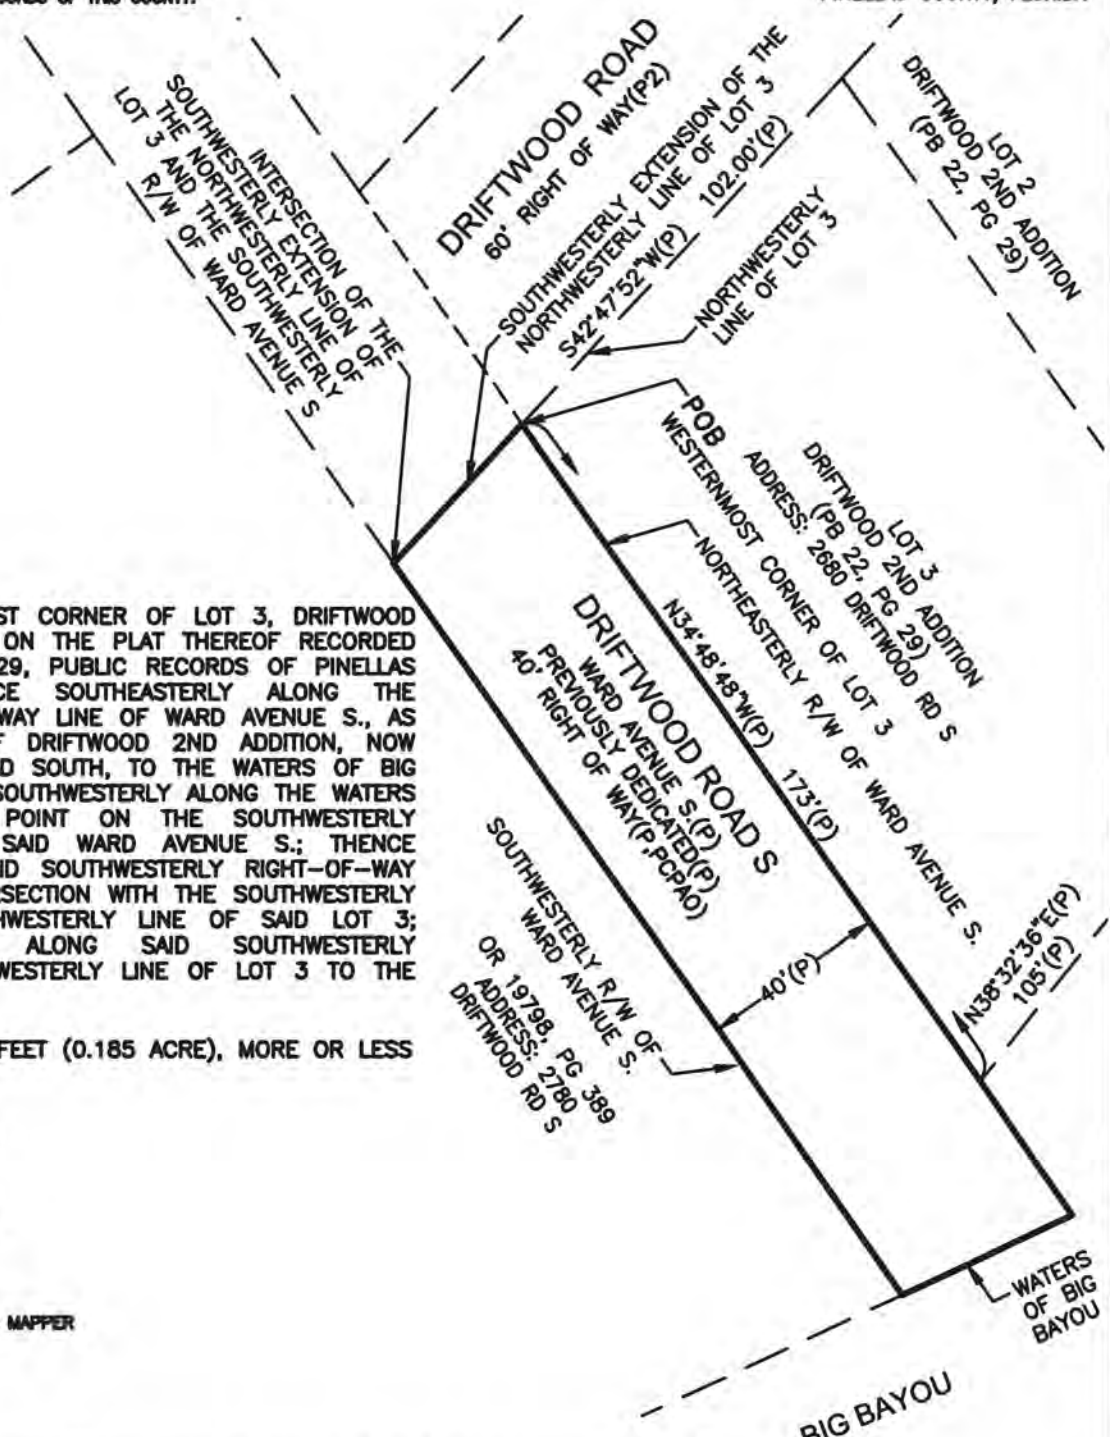 DRIFTWOOD ROAD
60' RIGHT OF WAY(P2)
SOUTHWESTERLY EXTENSION OF THE
NORTHWESTERLY LINE OF LOT 3
S42°47'52"W(P) 102.00'(P)
NORTHWESTERLY
LINE OF LOT 3
LOT 2
DRIFTWOOD 2ND ADDITION
(PB 22, PG 29)
INTERSECTION OF THE
SOUTHWESTERLY EXTENSION OF
THE NORTHWESTERLY LINE OF
LOT 3 AND THE SOUTHWESTERLY
R/W OF WARD AVENUE S
POB
WESTERNMOST CORNER OF LOT 3
LOT 3
DRIFTWOOD 2ND ADDITION
(PB 22, PG 29)
ADDRESS: 2680 DRIFTWOOD RD S
NORTHEASTERLY R/W OF WARD AVENUE S.
N34°48'48"W(P) 173'(P)
DRIFTWOOD ROAD S
WARD AVENUE S.(P)
PREVIOUSLY DEDICATED(P)
40' RIGHT OF WAY(P,PCPAO)
ST CORNER OF LOT 3, DRIFTWOOD
ON THE PLAT THEREOF RECORDED
29, PUBLIC RECORDS OF PINELLAS
CE SOUTHEASTERLY ALONG THE
WAY LINE OF WARD AVENUE S., AS
F DRIFTWOOD 2ND ADDITION, NOW
D SOUTH, TO THE WATERS OF BIG
SOUTHWESTERLY ALONG THE WATERS
POINT ON THE SOUTHWESTERLY
SAID WARD AVENUE S.; THENCE
ID SOUTHWESTERLY RIGHT-OF-WAY
RSECTION WITH THE SOUTHWESTERLY
HWESTERLY LINE OF SAID LOT 3;
ALONG SAID SOUTHWESTERLY
WESTERLY LINE OF LOT 3 TO THE
FEET (0.185 ACRE), MORE OR LESS
SOUTHWESTERLY R/W OF
WARD AVENUE S.
OR 19798, PG 389
ADDRESS: 2780
DRIFTWOOD RD S
40'(P)
N38°32'36"E(P)
105'(P)
WATERS
OF BIG
BAYOU
MAPPER
BIG BAYOU